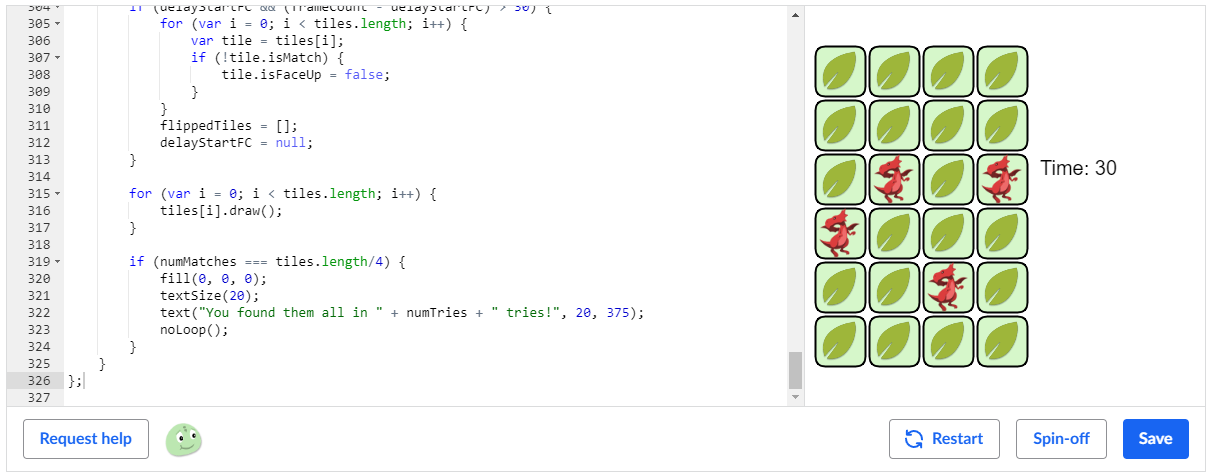 304 if (delayStartFC && (frameCount - delayStartFC) > 30) {
305 for (var i = 0; i < tiles.length; i++) {
306 var tile = tiles[i];
307 if (!tile.isMatch) {
308 tile.isFaceUp = false;
309 }
310 }
311 flippedTiles = [];
312 delayStartFC = null;
313 }
314
315 for (var i = 0; i < tiles.length; i++) {
316 tiles[i].draw();
317 }
318
319 if (numMatches === tiles.length/4) {
320 fill(0, 0, 0);
321 textSize(20);
322 text("You found them all in " + numTries + " tries!", 20, 375);
323 noLoop();
324 }
325 }
326 };
327
Time: 30
Request help
Restart
Spin-off
Save